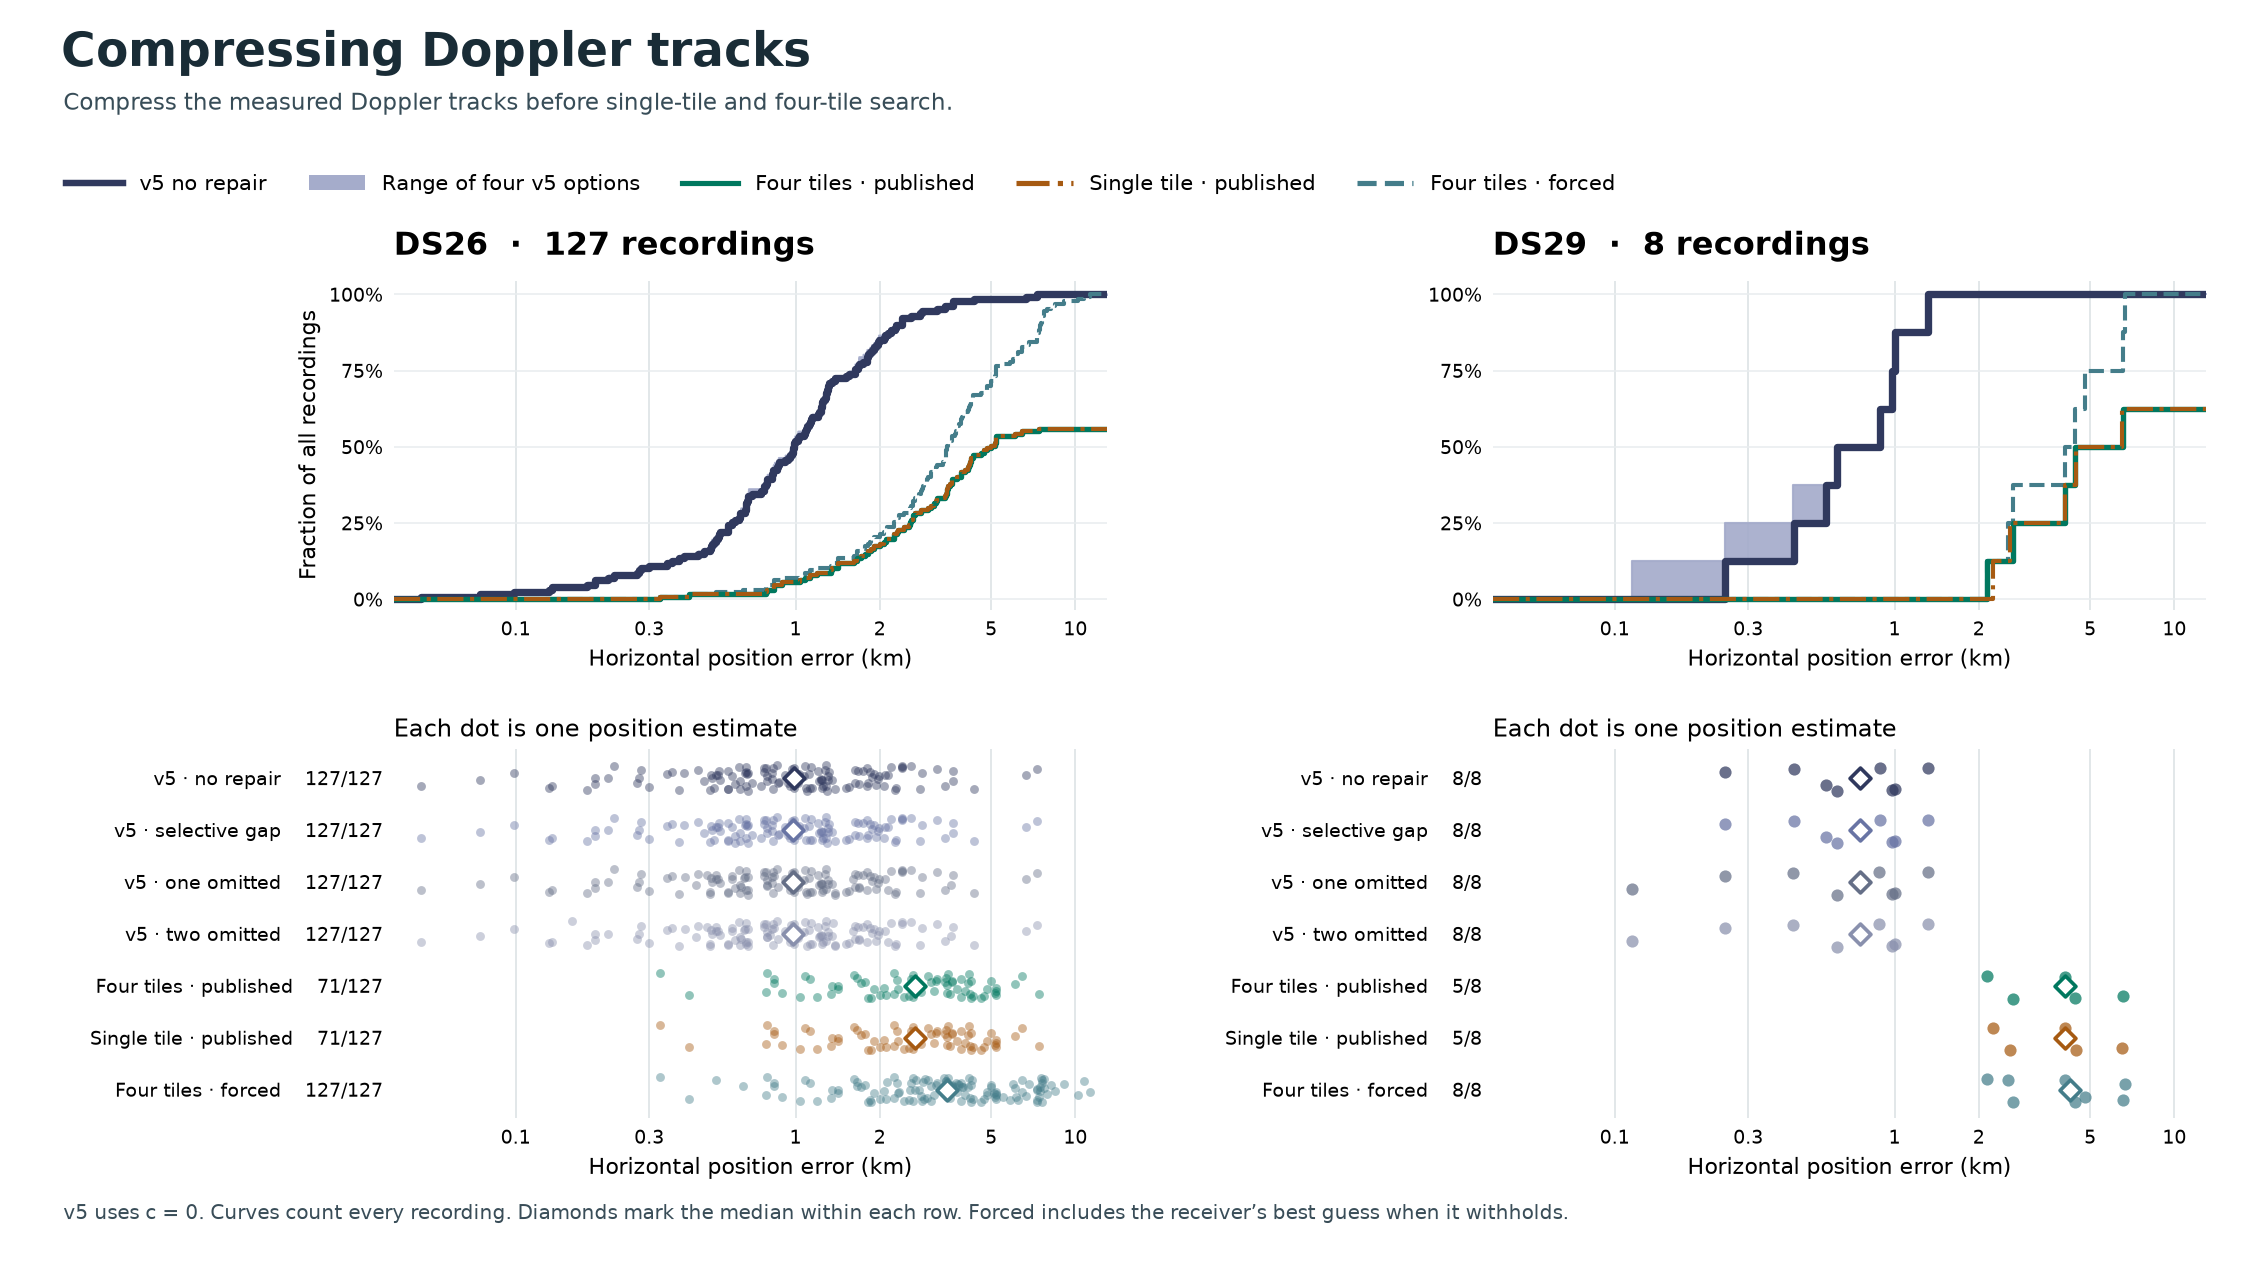 Compressing Doppler tracks
Compress the measured Doppler tracks before single-tile and four-tile search.
v5 no repair
Range of four v5 options
Four tiles · published
Single tile · published
Four tiles · forced
DS26 · 127 recordings
Fraction of all recordings
100%
75%
50%
25%
0%
0.1 0.3 1 2 5 10
Horizontal position error (km)
DS29 · 8 recordings
100%
75%
50%
25%
0%
0.1 0.3 1 2 5 10
Horizontal position error (km)
Each dot is one position estimate
v5 · no repair 127/127
v5 · selective gap 127/127
v5 · one omitted 127/127
v5 · two omitted 127/127
Four tiles · published 71/127
Single tile · published 71/127
Four tiles · forced 127/127
0.1 0.3 1 2 5 10
Horizontal position error (km)
Each dot is one position estimate
v5 · no repair 8/8
v5 · selective gap 8/8
v5 · one omitted 8/8
v5 · two omitted 8/8
Four tiles · published 5/8
Single tile · published 5/8
Four tiles · forced 8/8
0.1 0.3 1 2 5 10
Horizontal position error (km)
v5 uses c = 0. Curves count every recording. Diamonds mark the median within each row. Forced includes the receiver’s best guess when it withholds.